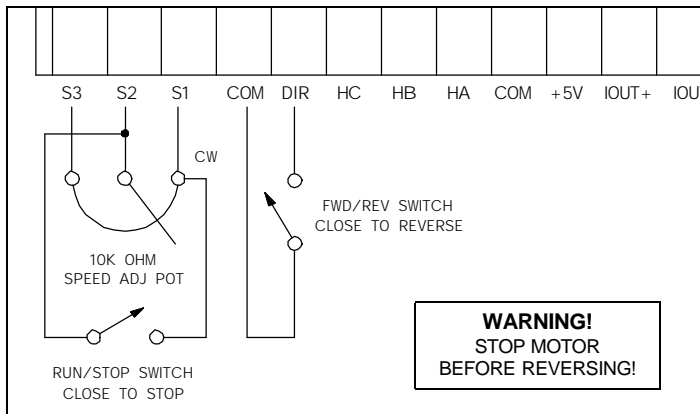 S3 S2 S1 COM DIR HC HB HA COM +5V IOUT+ IOU
CW
FWD/REV SWITCH
CLOSE TO REVERSE
10K OHM
SPEED ADJ POT
WARNING!
STOP MOTOR
BEFORE REVERSING!
RUN/STOP SWITCH
CLOSE TO STOP